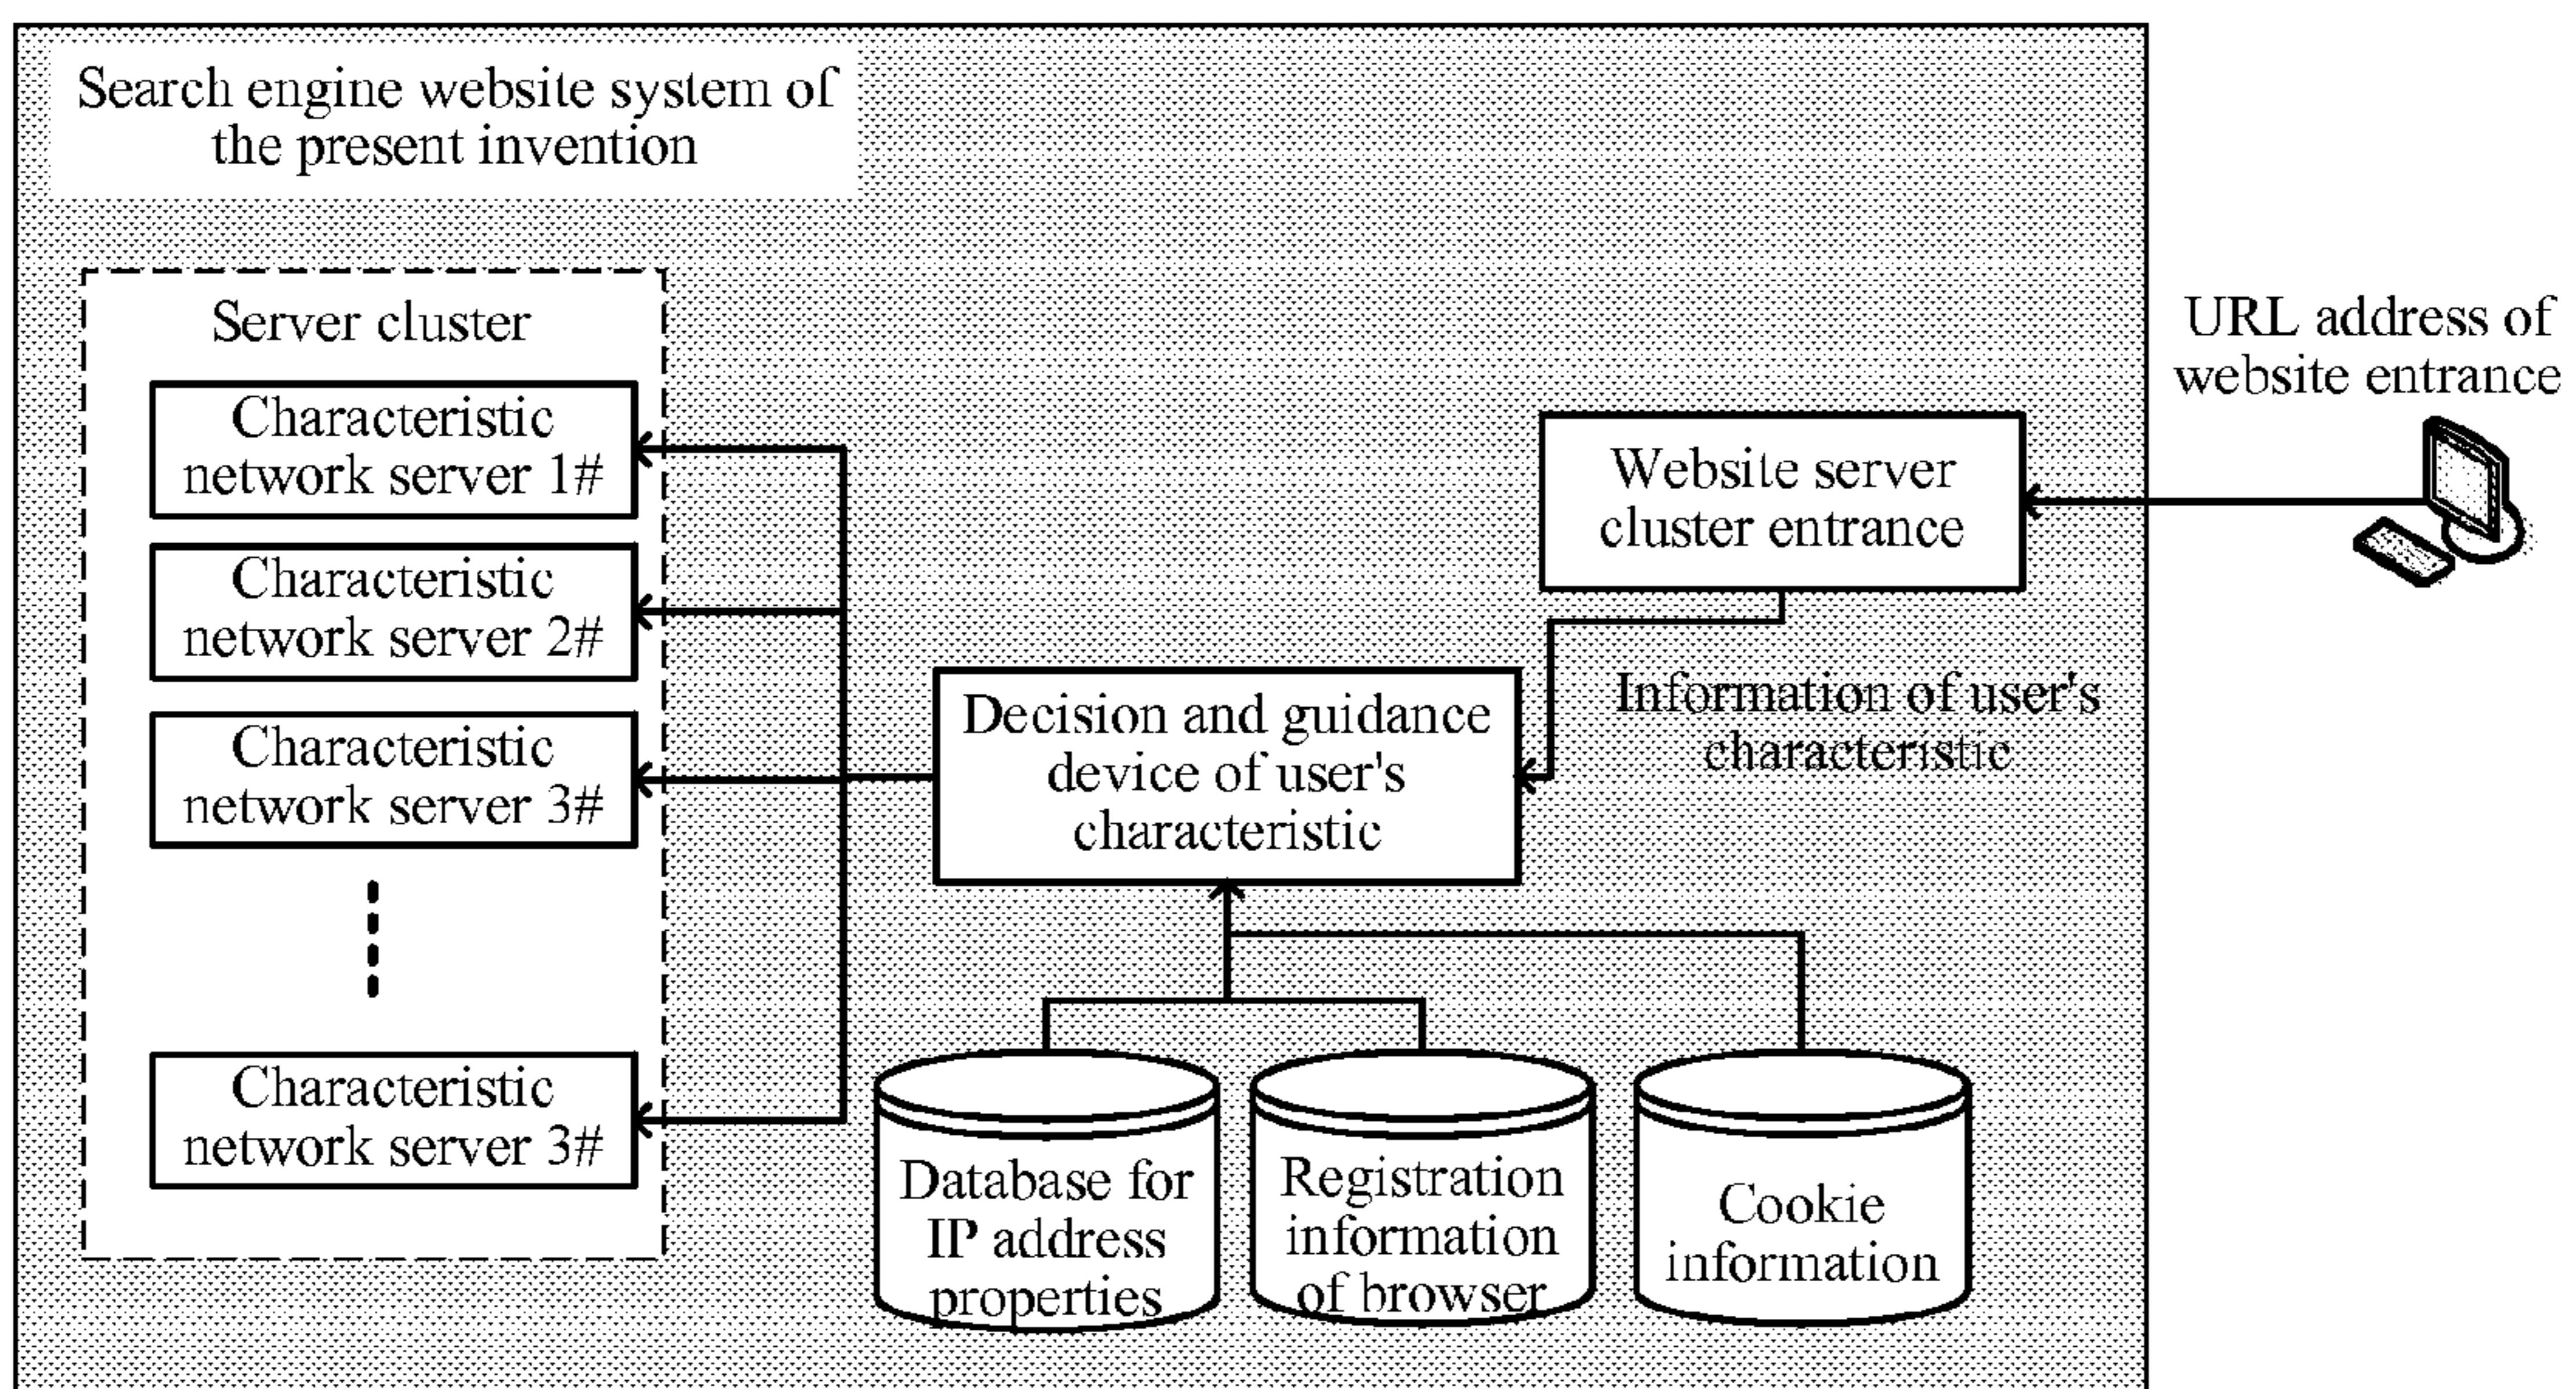 Search engine website system of
the present invention
Server cluster
Characteristic
network server 1#
Characteristic
network server 2#
Characteristic
network server 3#
Characteristic
network server 3#
Decision and guidance
device of user's
characteristic
Website server
cluster entrance
URL address of
website entrance
Information of user's
characteristic
Database for
IP address
properties
Registration
information
of browser
Cookie
information